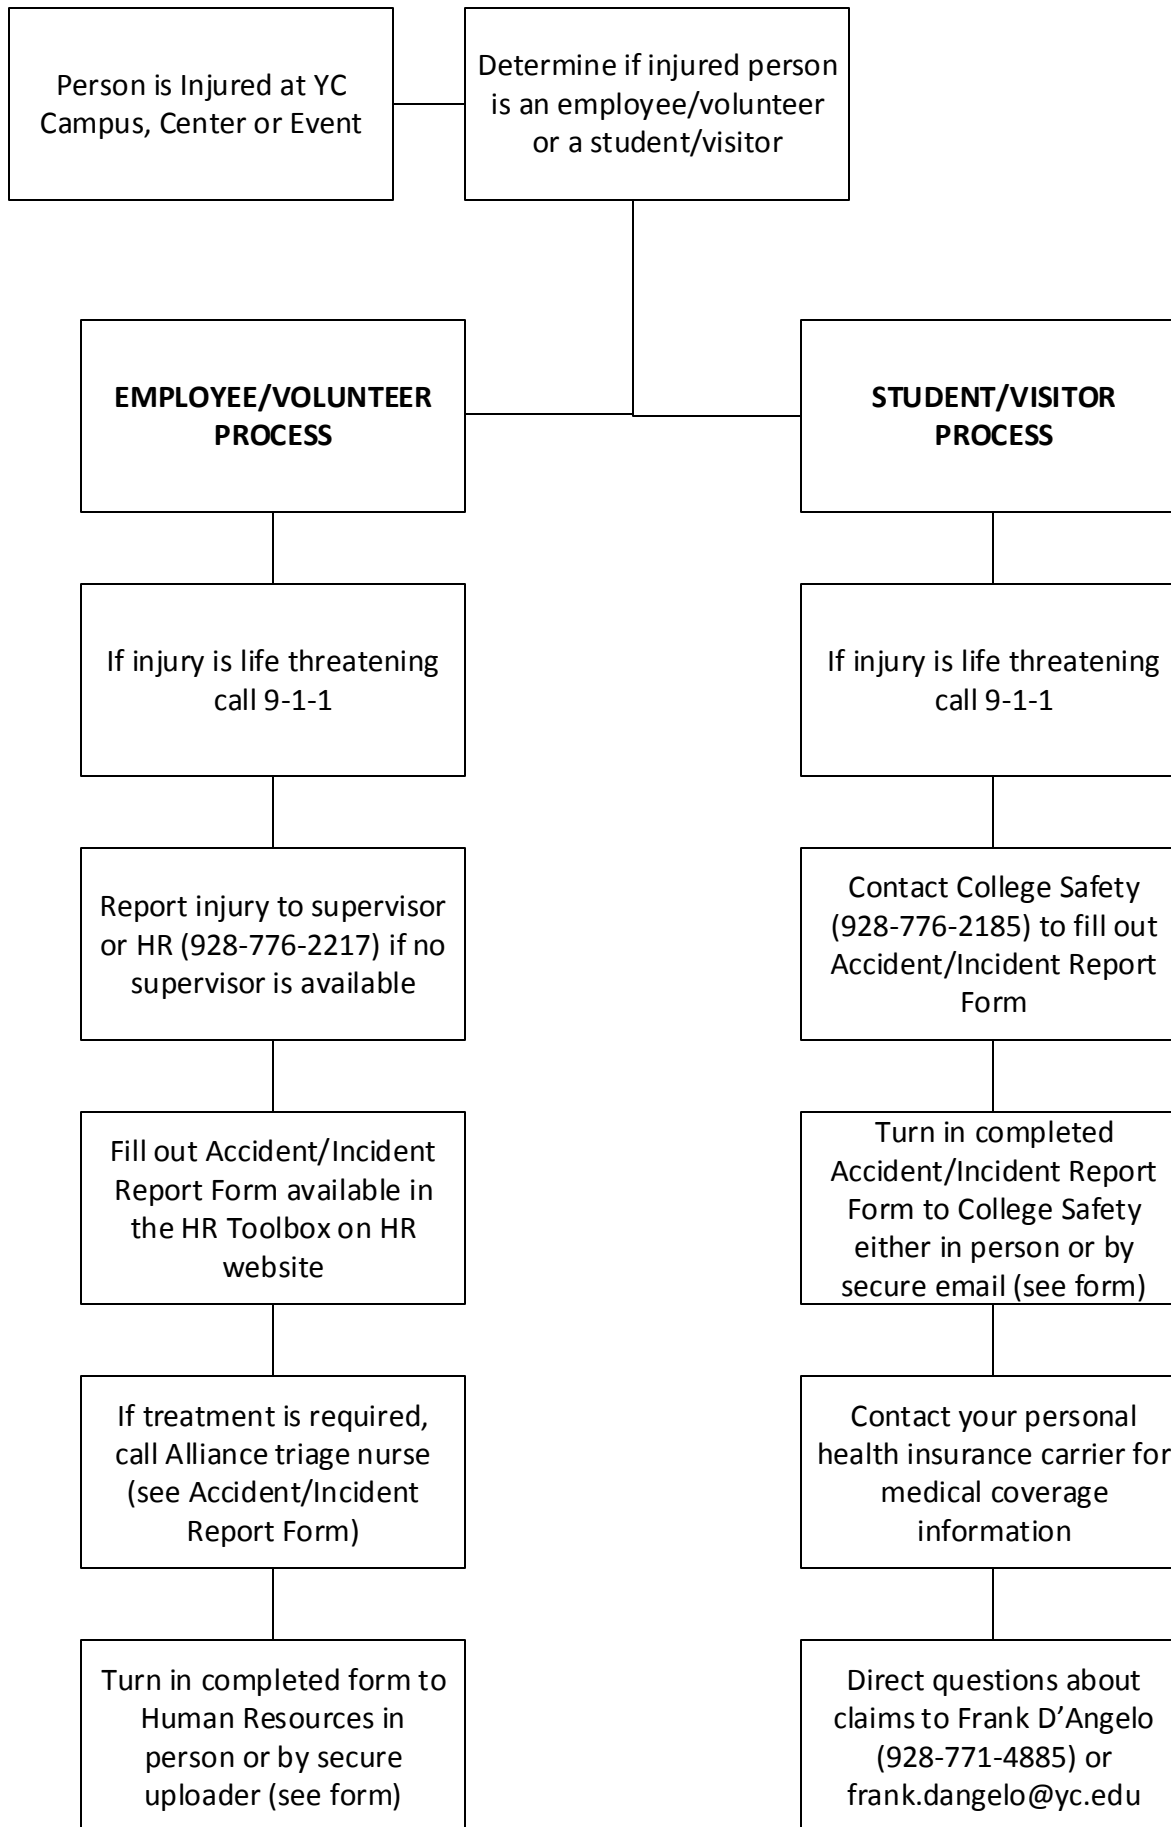 Person is Injured at YC
Campus, Center or Event
Determine if injured person
is an employee/volunteer
or a student/visitor
EMPLOYEE/VOLUNTEER
PROCESS
If injury is life threatening
call 9-1-1
Report injury to supervisor
or HR (928-776-2217) if no
supervisor is available
Fill out Accident/Incident
Report Form available in
the HR Toolbox on HR
website
If treatment is required,
call Alliance triage nurse
(see Accident/Incident
Report Form)
Turn in completed form to
Human Resources in
person or by secure
uploader (see form)
STUDENT/VISITOR
PROCESS
If injury is life threatening
call 9-1-1
Contact College Safety
(928-776-2185) to fill out
Accident/Incident Report
Form
Turn in completed
Accident/Incident Report
Form to College Safety
either in person or by
secure email (see form)
Contact your personal
health insurance carrier for
medical coverage
information
Direct questions about
claims to Frank D’Angelo
(928-771-4885) or
frank.dangelo@yc.edu